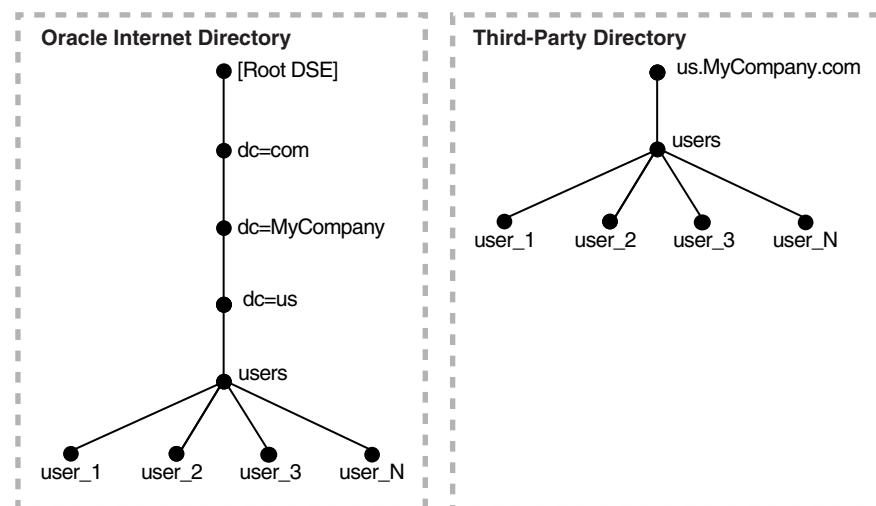 Oracle Internet Directory
[Root DSE]
dc=com
dc=MyCompany
dc=us
users
user_1
user_2
user_3
user_N
Third-Party Directory
us.MyCompany.com
users
user_1
user_2
user_3
user_N